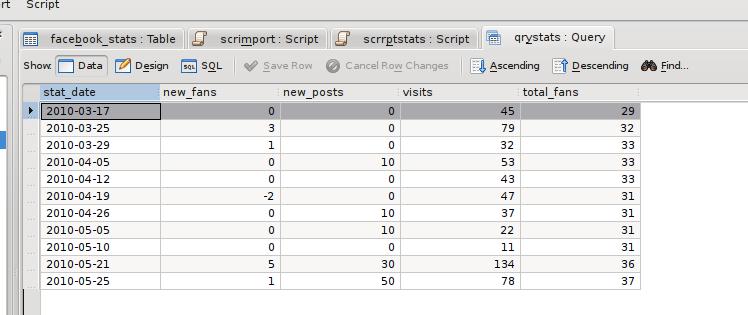 rt Script
facebook_stats : Table scrimport : Script scrrptstats : Script qrystats : Query
Show: Data Design SQL Save Row Cancel Row Changes Ascending Descending Find...
stat_date new_fans new_posts visits total_fans
2010-03-17 0 0 45 29
2010-03-25 3 0 79 32
2010-03-29 1 0 32 33
2010-04-05 0 10 53 33
2010-04-12 0 0 43 33
2010-04-19 -2 0 47 31
2010-04-26 0 10 37 31
2010-05-05 0 10 22 31
2010-05-10 0 0 11 31
2010-05-21 5 30 134 36
2010-05-25 1 50 78 37